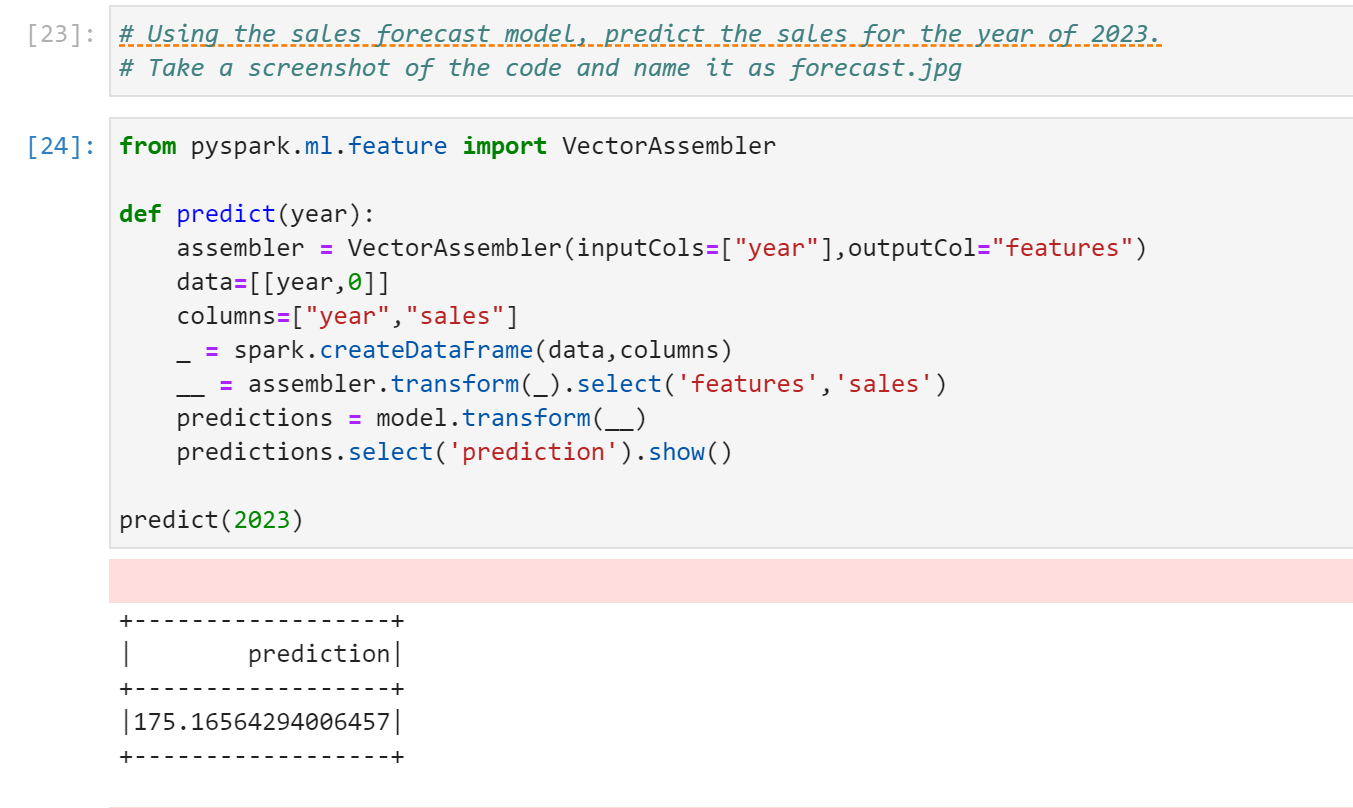 [23]: # Using the sales forecast model, predict the sales for the year of 2023.
# Take a screenshot of the code and name it as forecast.jpg
[24]: from pyspark.ml.feature import VectorAssembler
def predict(year):
    assembler = VectorAssembler(inputCols=["year"],outputCol="features")
    data=[[year,0]]
    columns=["year","sales"]
    _ = spark.createDataFrame(data,columns)
    __ = assembler.transform(_).select('features','sales')
    predictions = model.transform(__)
    predictions.select('prediction').show()
predict(2023)
+------------------+
|        prediction|
+------------------+
|175.16564294006457|
+------------------+